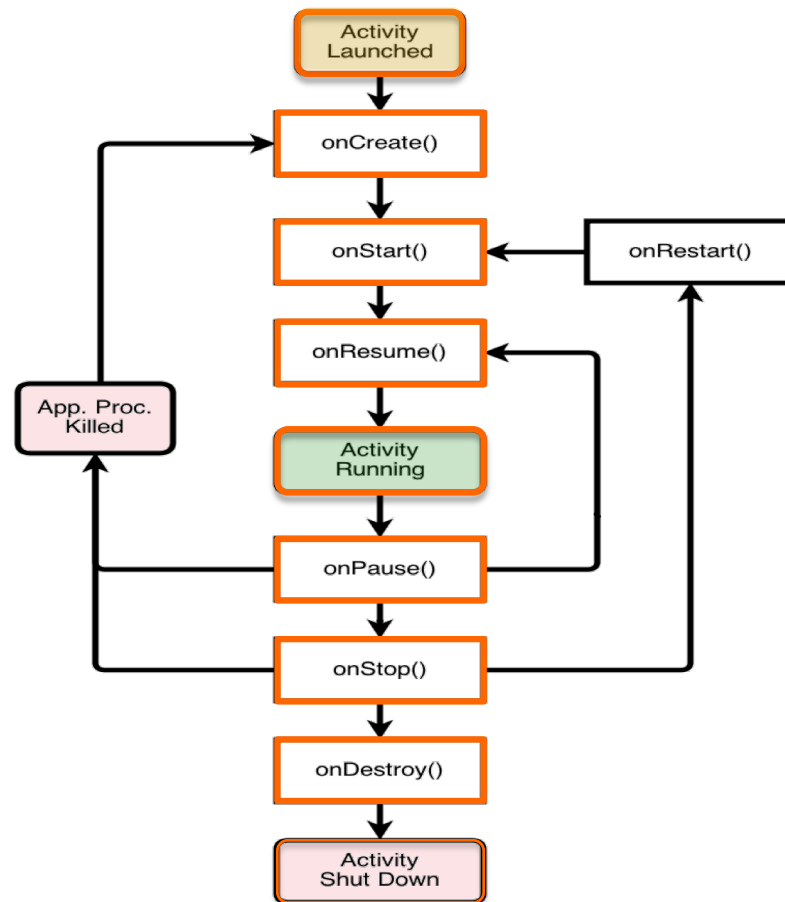 Activity
Launched
onCreate()
onStart()
onRestart()
onResume()
App. Proc.
Killed
Activity
Running
onPause()
onStop()
onDestroy()
Activity
Shut Down